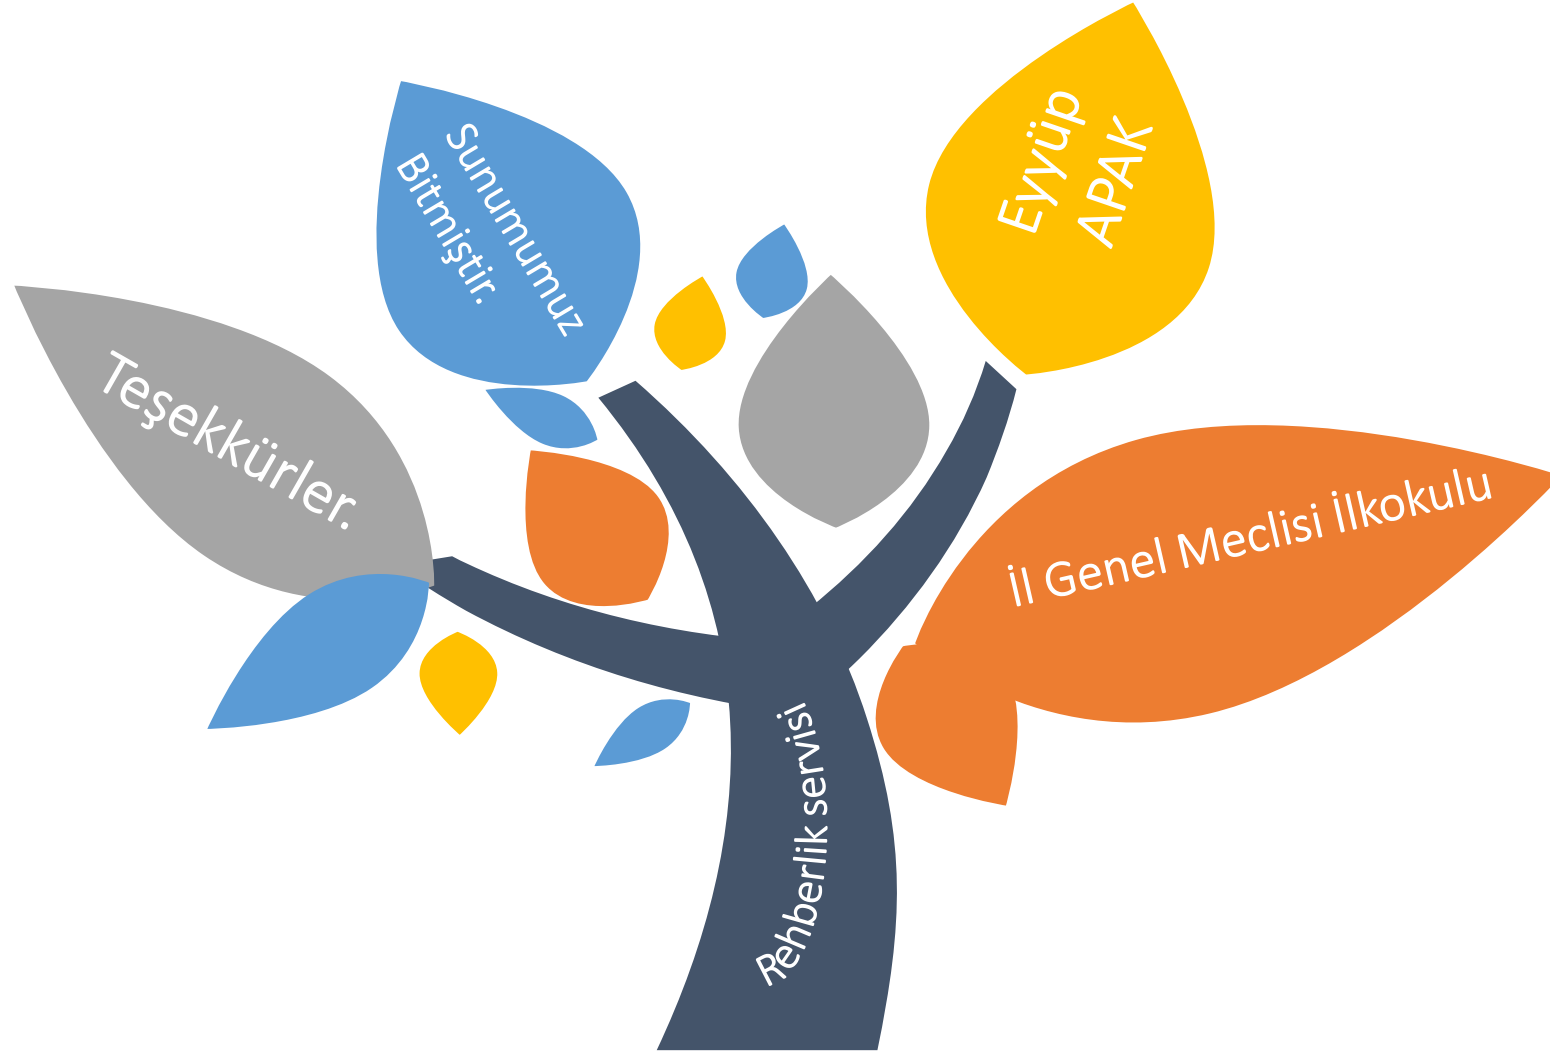 Teşekkürler.
Sunumumuz
Bitmiştir.
Eyyüp
APAK
İl Genel Meclisi İlkokulu
Rehberlik servisi